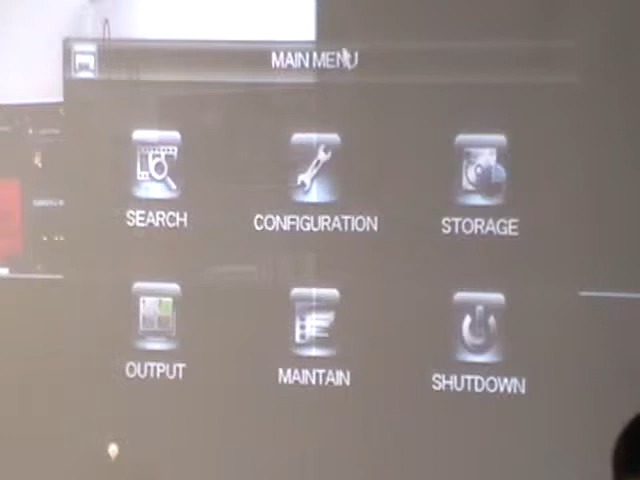 MAIN MENU
SEARCH
CONFIGURATION
STORAGE
OUTPUT
MAINTAIN
SHUTDOWN